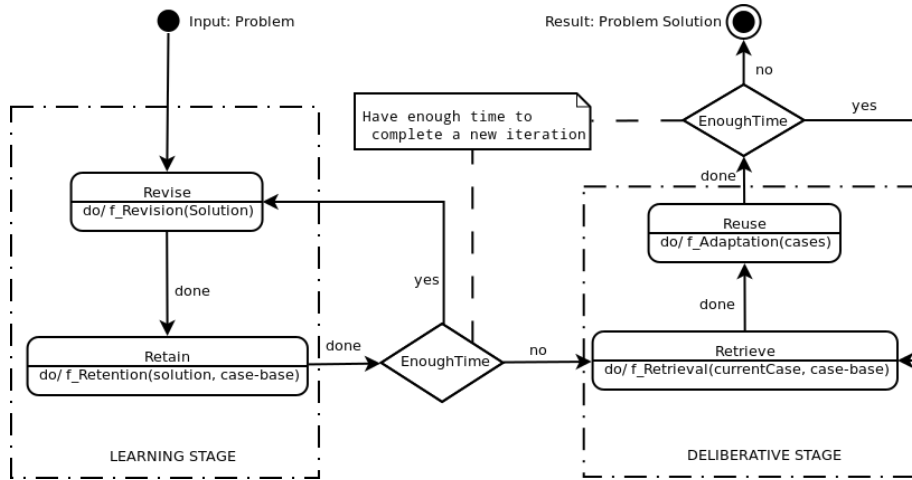 Input: Problem
Result: Problem Solution
no
Have enough time to
complete a new iteration
EnoughTime
yes
done
Revise
do/ f_Revision(Solution)
Reuse
do/ f_Adaptation(cases)
yes
done
done
Retain
do/ f_Retention(solution, case-base)
done
EnoughTime
no
Retrieve
do/ f_Retrieval(currentCase, case-base)
LEARNING STAGE
DELIBERATIVE STAGE